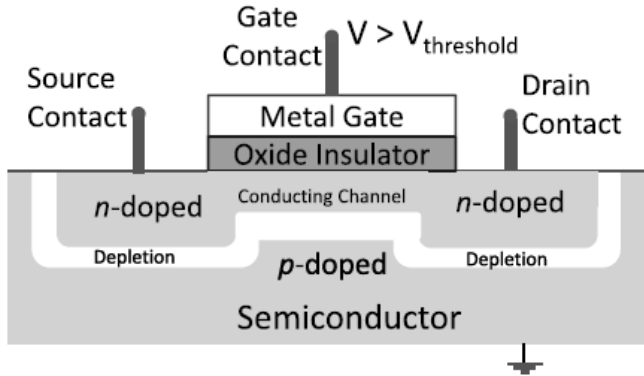 Gate
Contact
V > Vthreshold
Source
Contact
Drain
Contact
Metal Gate
Oxide Insulator
n-doped
Conducting Channel
n-doped
Depletion
p-doped
Depletion
Semiconductor